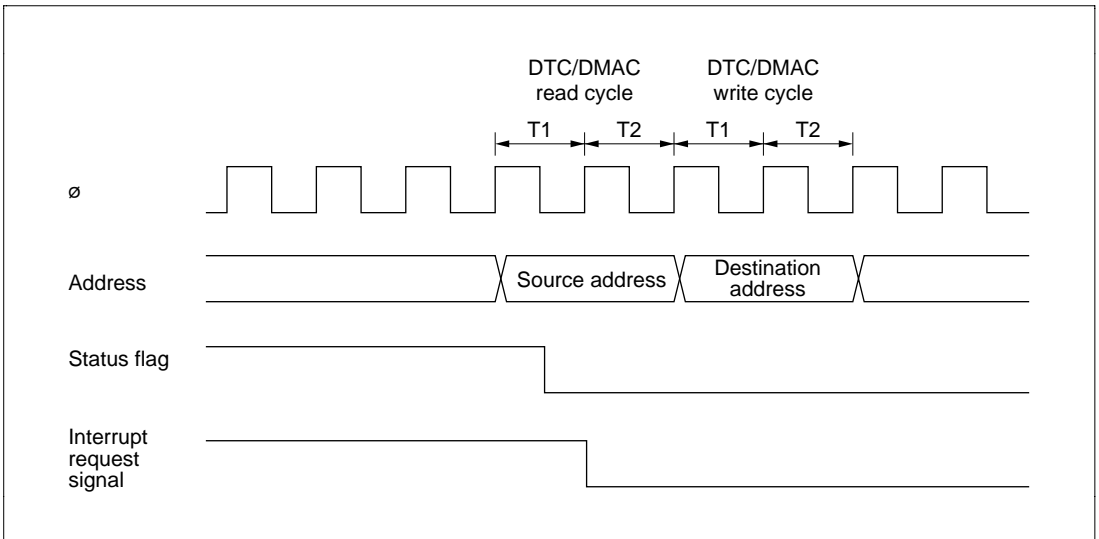 DTC/DMAC
read cycle
DTC/DMAC
write cycle
T1 T2 T1 T2
ø
Address
Source address
Destination
address
Status flag
Interrupt
request
signal